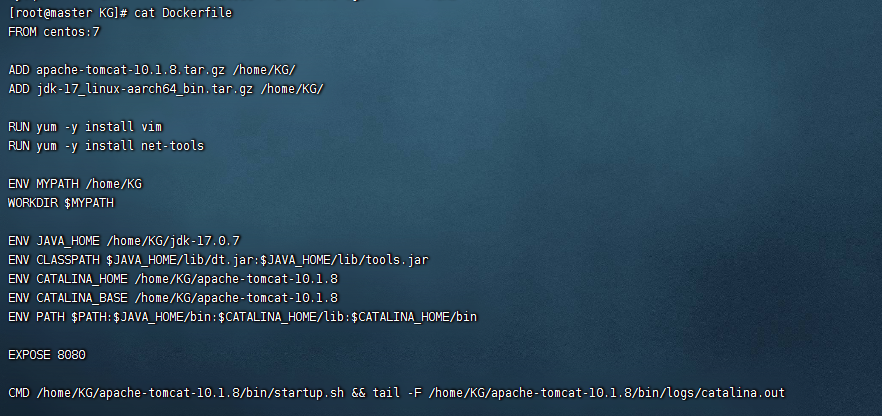 [root@master KG]# cat Dockerfile
FROM centos:7
ADD apache-tomcat-10.1.8.tar.gz /home/KG/
ADD jdk-17_linux-aarch64_bin.tar.gz /home/KG/
RUN yum -y install vim
RUN yum -y install net-tools
ENV MYPATH /home/KG
WORKDIR $MYPATH
ENV JAVA_HOME /home/KG/jdk-17.0.7
ENV CLASSPATH $JAVA_HOME/lib/dt.jar:$JAVA_HOME/lib/tools.jar
ENV CATALINA_HOME /home/KG/apache-tomcat-10.1.8
ENV CATALINA_BASE /home/KG/apache-tomcat-10.1.8
ENV PATH $PATH:$JAVA_HOME/bin:$CATALINA_HOME/lib:$CATALINA_HOME/bin
EXPOSE 8080
CMD /home/KG/apache-tomcat-10.1.8/bin/startup.sh && tail -F /home/KG/apache-tomcat-10.1.8/bin/logs/catalina.out